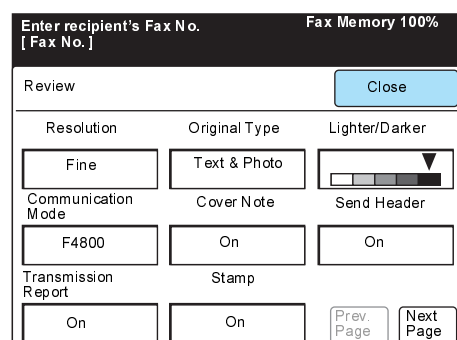 Enter recipient's Fax No.
Fax Memory 100%
[ Fax No. ]
Review
Close
Resolution
Original Type
Lighter/Darker
Fine
Text & Photo
Communication
Mode
Cover Note
Send Header
F4800
On
On
Transmission
Report
Stamp
On
On
Prev.
Page
Next
Page